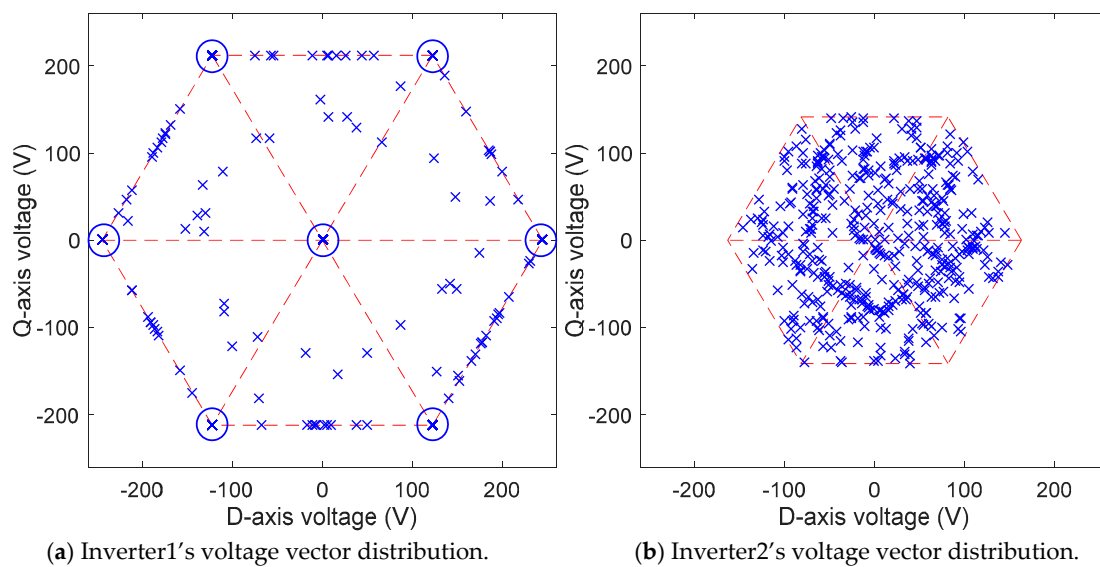 200
100
0
-100
-200
Q-axis voltage (V)
-200 -100 0 100 200
D-axis voltage (V)
(a) Inverter1's voltage vector distribution.
200
100
0
-100
-200
Q-axis voltage (V)
-200 -100 0 100 200
D-axis voltage (V)
(b) Inverter2's voltage vector distribution.